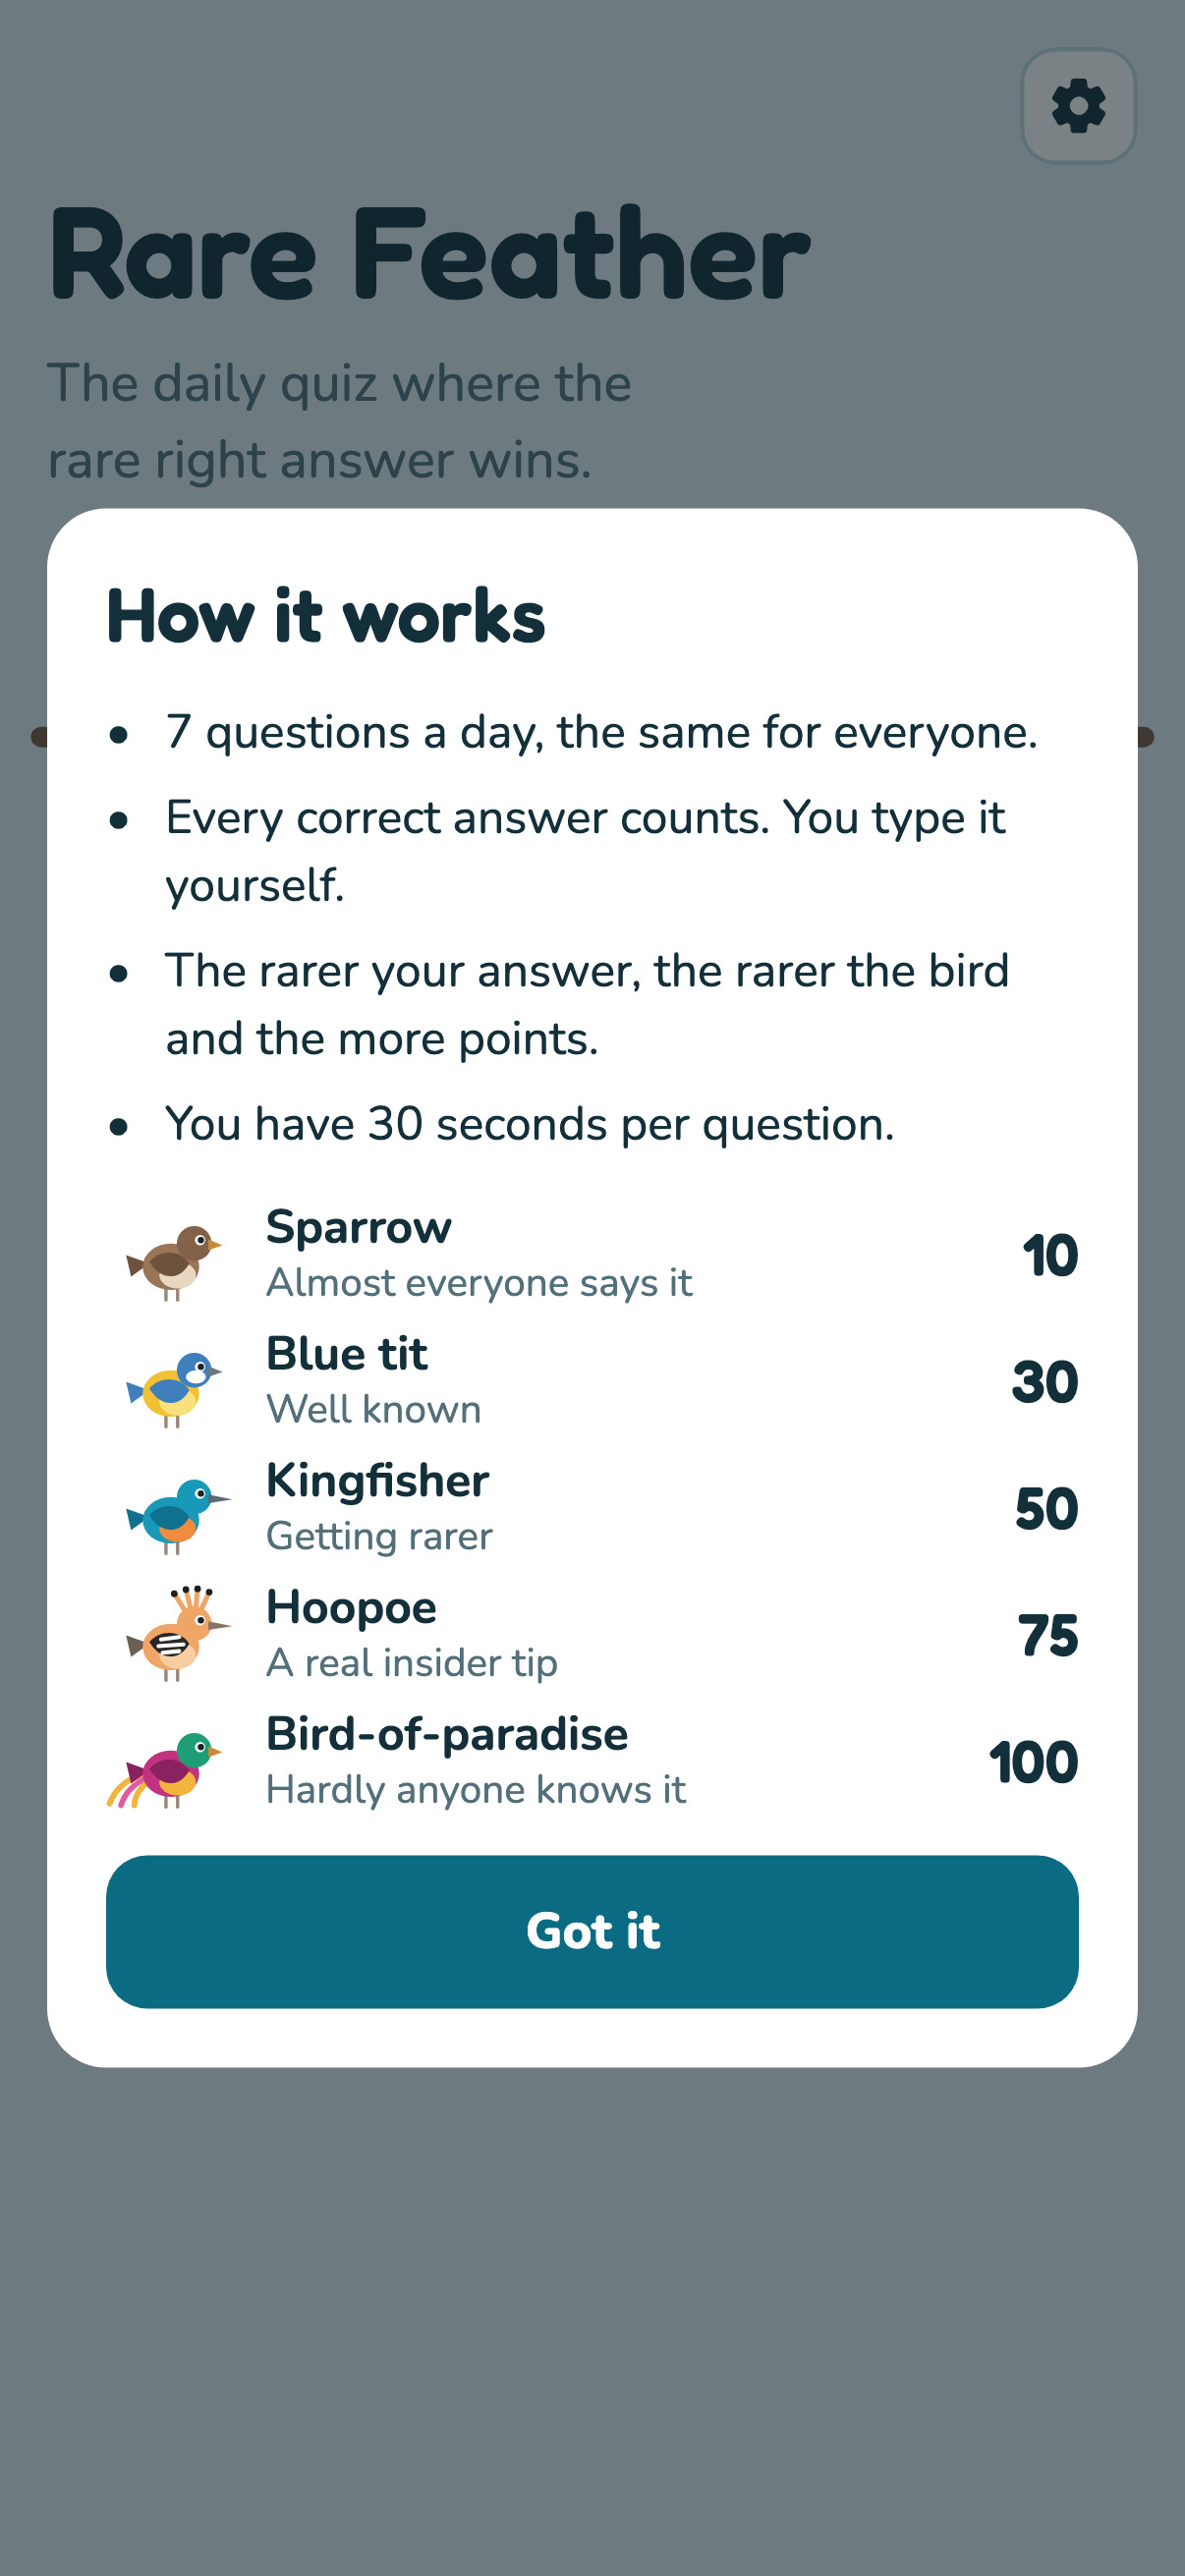 Rare Feather
The daily quiz where the
rare right answer wins.
How it works
• 7 questions a day, the same for everyone.
• Every correct answer counts. You type it
yourself.
• The rarer your answer, the rarer the bird
and the more points.
• You have 30 seconds per question.
Sparrow
Almost everyone says it
10
Blue tit
Well known
30
Kingfisher
Getting rarer
50
Hoopoe
A real insider tip
75
Bird-of-paradise
Hardly anyone knows it
100
Got it